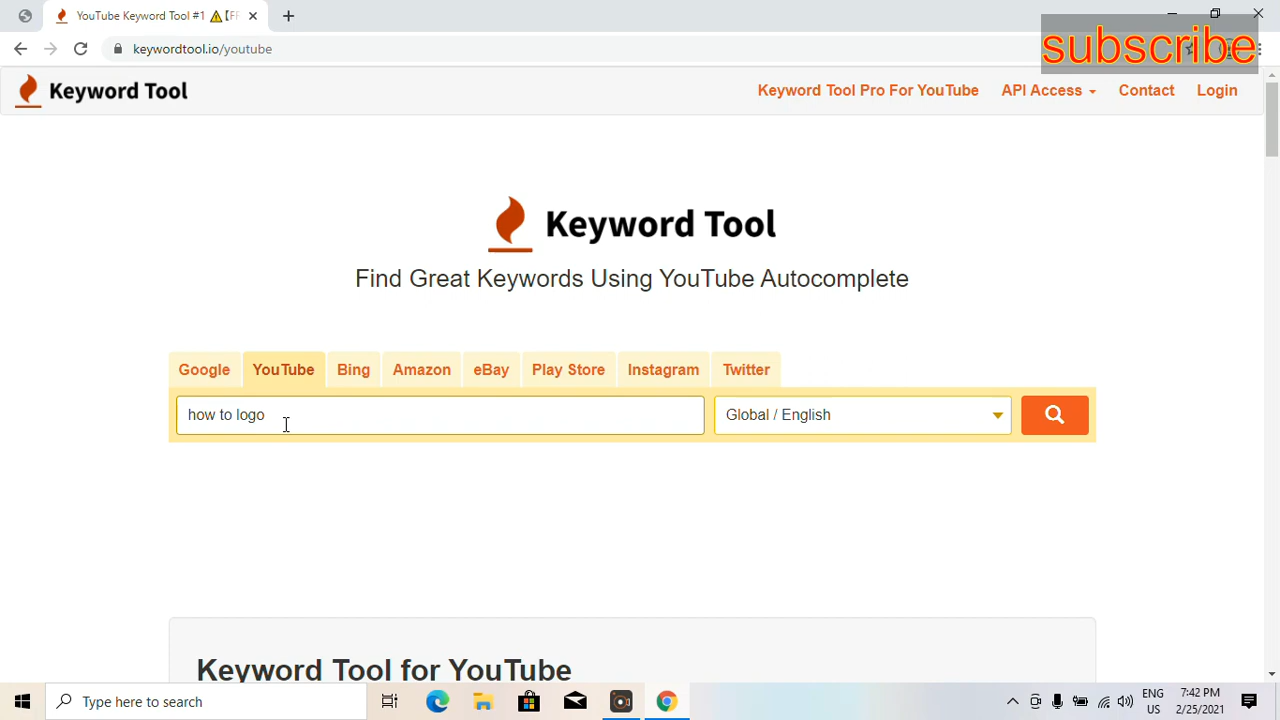 YouTube Keyword Tool #1 ⚠【F
subscribe
keywordtool.io/youtube
Keyword Tool
Keyword Tool Pro For YouTube
API Access
Contact
Login
Keyword Tool
Find Great Keywords Using YouTube Autocomplete
Google
YouTube
Bing
Amazon
eBay
Play Store
Instagram
Twitter
how to logo
Global / English
Keyword Tool for YouTube
Type here to search
ENG
US
7:42 PM
2/25/2021